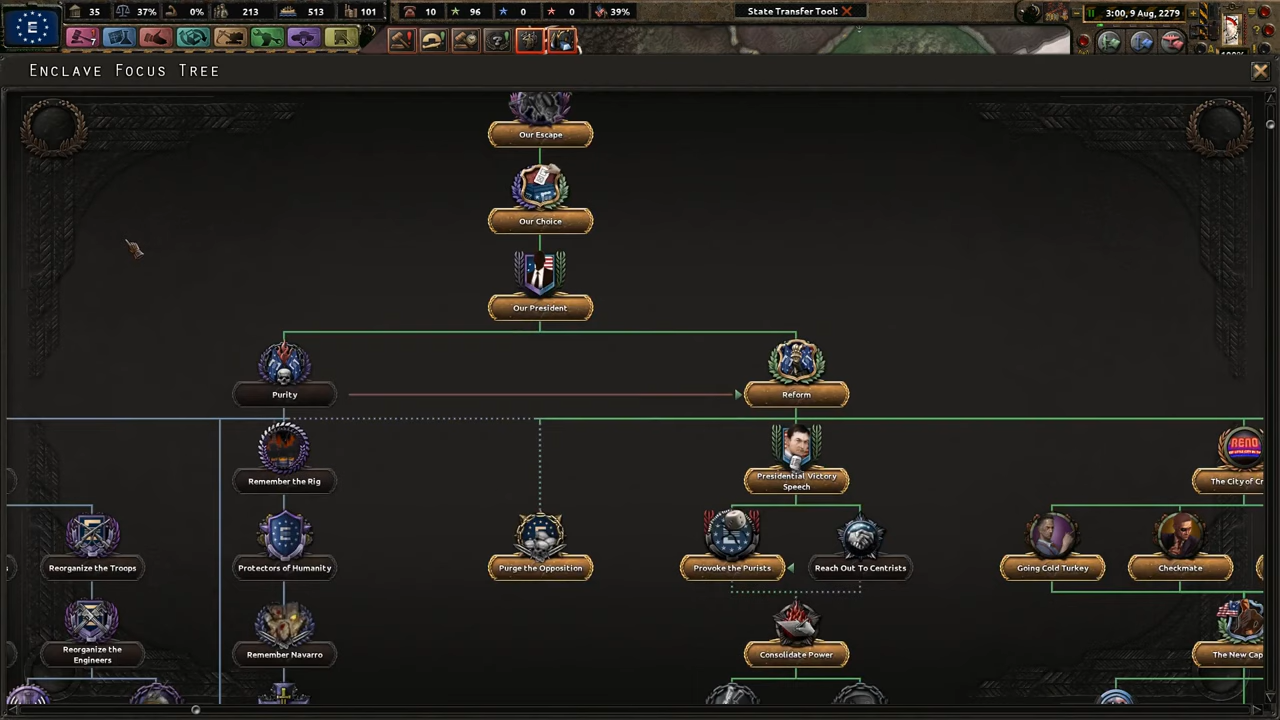 35 37% 0% 213 513 101 10 96 0 0 39% State Transfer Tool: 3:00, 9 Aug, 2279
E 7
Enclave Focus Tree
Our Escape
Our Choice
Our President
Purity
Reform
Remember the Rig
Presidential Victory
Speech
RENO
The City of Cr
Reorganize the Troops
Protectors of Humanity
Purge the Opposition
Provoke the Purists
Reach Out To Centrists
Going Cold Turkey
Checkmate
Reorganize the
Engineers
Remember Navarro
Consolidate Power
The New Cap